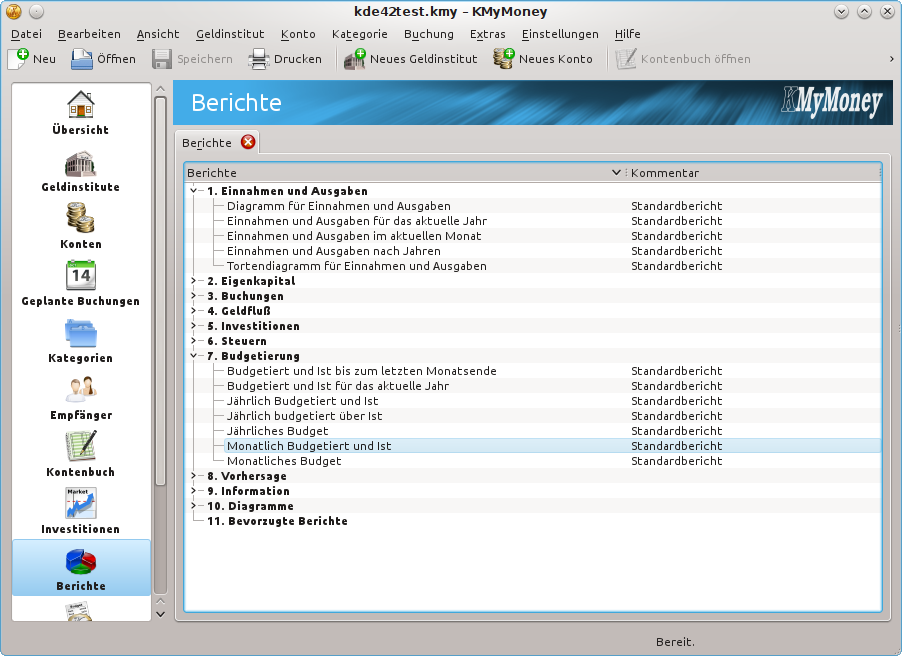 kde42test.kmy - KMyMoney
Datei Bearbeiten Ansicht Geldinstitut Konto Kategorie Buchung Extras Einstellungen Hilfe
Neu Öffnen Speichern Drucken Neues Geldinstitut Neues Konto Kontenbuch öffnen
Übersicht
Geldinstitute
Konten
14
Geplante Buchungen
Kategorien
Empfänger
Kontenbuch
Market
Investitionen
Berichte
Budget
Berichte
KMyMoney
Berichte
Berichte Kommentar
1. Einnahmen und Ausgaben
Diagramm für Einnahmen und Ausgaben Standardbericht
Einnahmen und Ausgaben für das aktuelle Jahr Standardbericht
Einnahmen und Ausgaben im aktuellen Monat Standardbericht
Einnahmen und Ausgaben nach Jahren Standardbericht
Tortendiagramm für Einnahmen und Ausgaben Standardbericht
2. Eigenkapital
3. Buchungen
4. Geldfluß
5. Investitionen
6. Steuern
7. Budgetierung
Budgetiert und Ist bis zum letzten Monatsende Standardbericht
Budgetiert und Ist für das aktuelle Jahr Standardbericht
Jährlich Budgetiert und Ist Standardbericht
Jährlich budgetiert über Ist Standardbericht
Jährliches Budget Standardbericht
Monatlich Budgetiert und Ist Standardbericht
Monatliches Budget Standardbericht
8. Vorhersage
9. Information
10. Diagramme
11. Bevorzugte Berichte
Bereit.